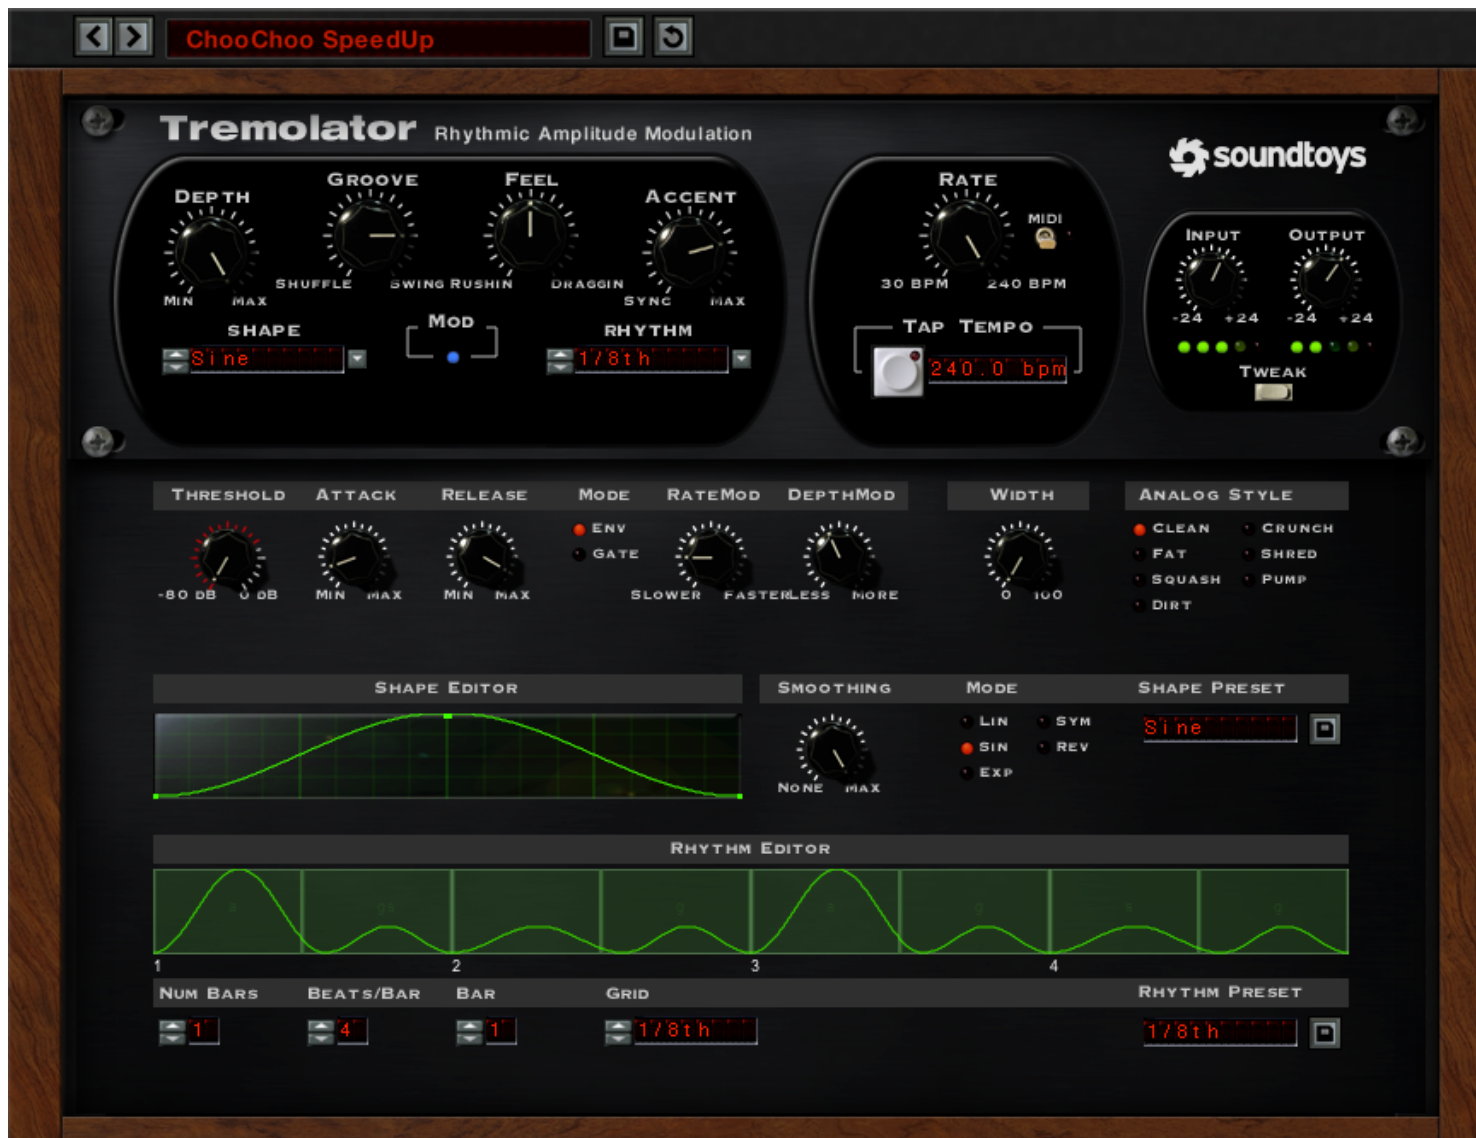 ChooChoo SpeedUp
Tremolator Rhythmic Amplitude Modulation
soundtoys
DEPTH GROOVE FEEL ACCENT
MIN MAX SHUFFLE SWING RUSHIN DRAGGIN SYNC MAX
SHAPE MOD RHYTHM
Sine 1/8th
RATE
MIDI
30 BPM 240 BPM
TAP TEMPO
240.0 bpm
INPUT OUTPUT
-24 +24 -24 +24
TWEAK
THRESHOLD ATTACK RELEASE MODE RATEMOD DEPTHMOD WIDTH ANALOG STYLE
ENV CLEAN CRUNCH
GATE FAT SHRED
SQUASH PUMP
-80 DB 0 DB MIN MAX MIN MAX SLOWER FASTER LESS MORE 0 100
DIRT
SHAPE EDITOR SMOOTHING MODE SHAPE PRESET
LIN SYM
Sine
SIN REV
EXP
NONE MAX
RHYTHM EDITOR
1 2 3 4
NUM BARS BEATS/BAR BAR GRID RHYTHM PRESET
1 4 1 1/8th 1/8th